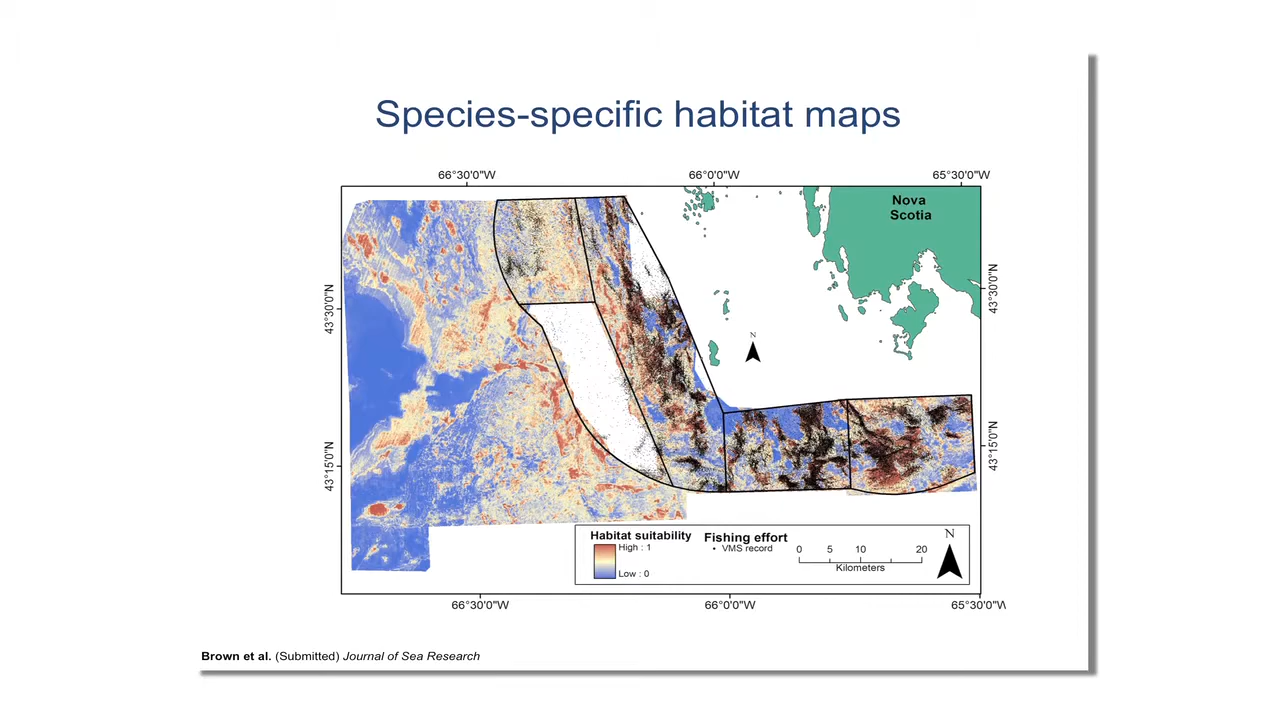 Species-specific habitat maps
66°30'0"W 66°0'0"W 65°30'0"W
Nova
Scotia
43°30'0"N
43°30'0"N
N
43°15'0"N
43°15'0"N
Habitat suitability
High : 1
Low : 0
Fishing effort
• VMS record
0 5 10 20
Kilometers
N
66°30'0"W 66°0'0"W 65°30'0"W
Brown et al. (Submitted) Journal of Sea Research